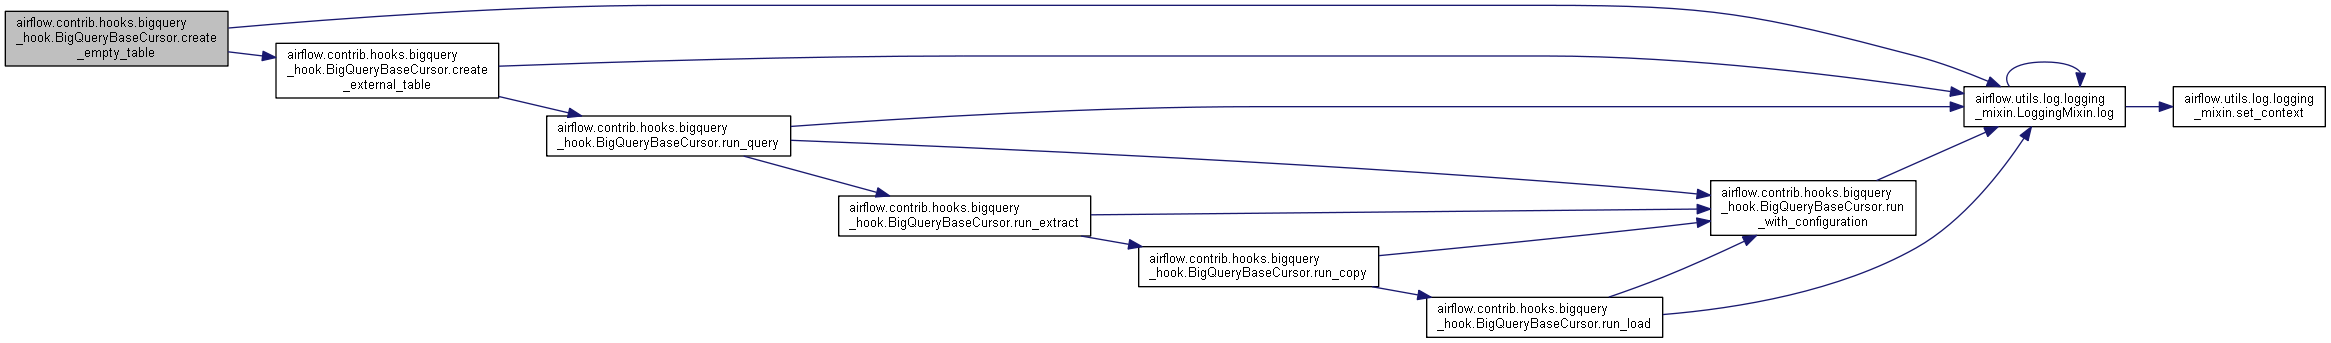 airflow.contrib.hooks.bigquery
_hook.BigQueryBaseCursor.create
_empty_table
airflow.contrib.hooks.bigquery
_hook.BigQueryBaseCursor.create
_external_table
airflow.contrib.hooks.bigquery
_hook.BigQueryBaseCursor.run_query
airflow.contrib.hooks.bigquery
_hook.BigQueryBaseCursor.run_extract
airflow.contrib.hooks.bigquery
_hook.BigQueryBaseCursor.run_copy
airflow.contrib.hooks.bigquery
_hook.BigQueryBaseCursor.run_load
airflow.contrib.hooks.bigquery
_hook.BigQueryBaseCursor.run
_with_configuration
airflow.utils.log.logging
_mixin.LoggingMixin.log
airflow.utils.log.logging
_mixin.set_context